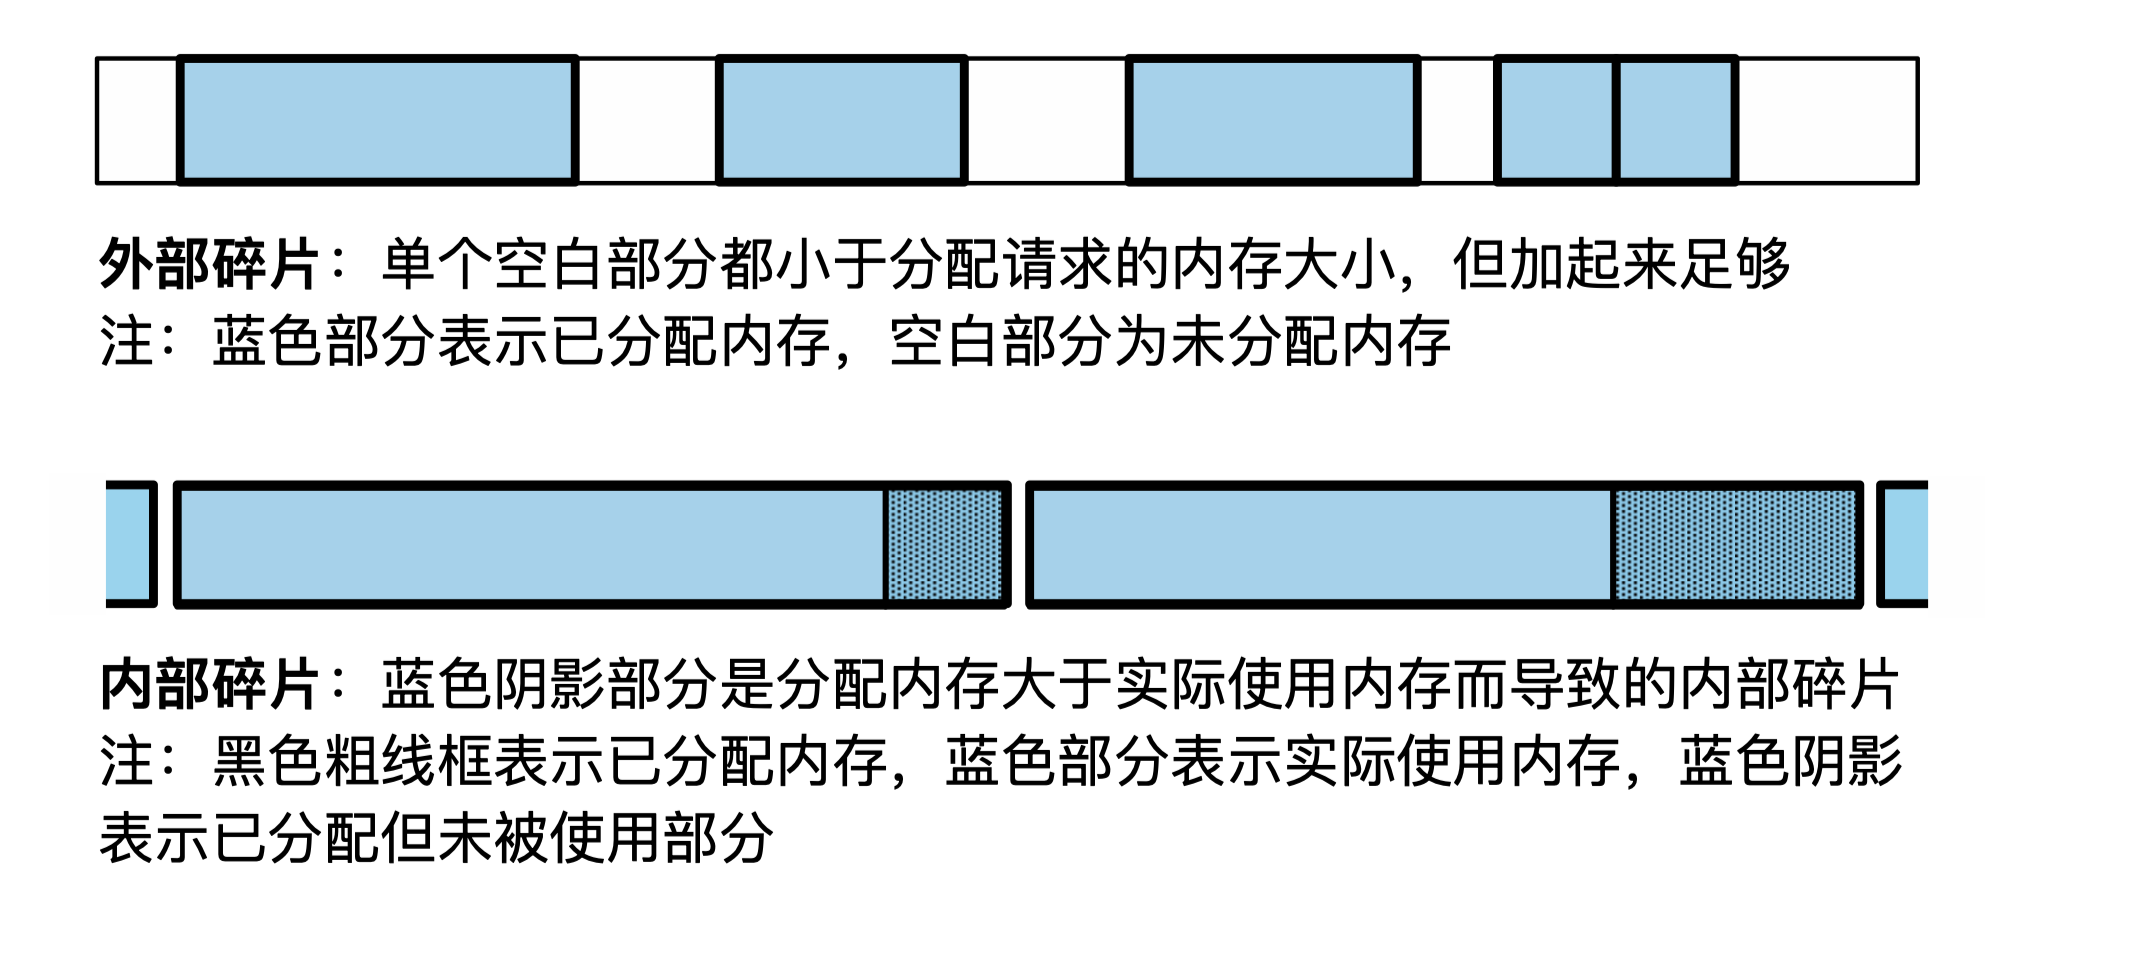 外部碎片：单个空白部分都小于分配请求的内存大小，但加起来足够
注：蓝色部分表示已分配内存，空白部分为未分配内存
内部碎片：蓝色阴影部分是分配内存大于实际使用内存而导致的内部碎片
注：黑色粗线框表示已分配内存，蓝色部分表示实际使用内存，蓝色阴影
表示已分配但未被使用部分